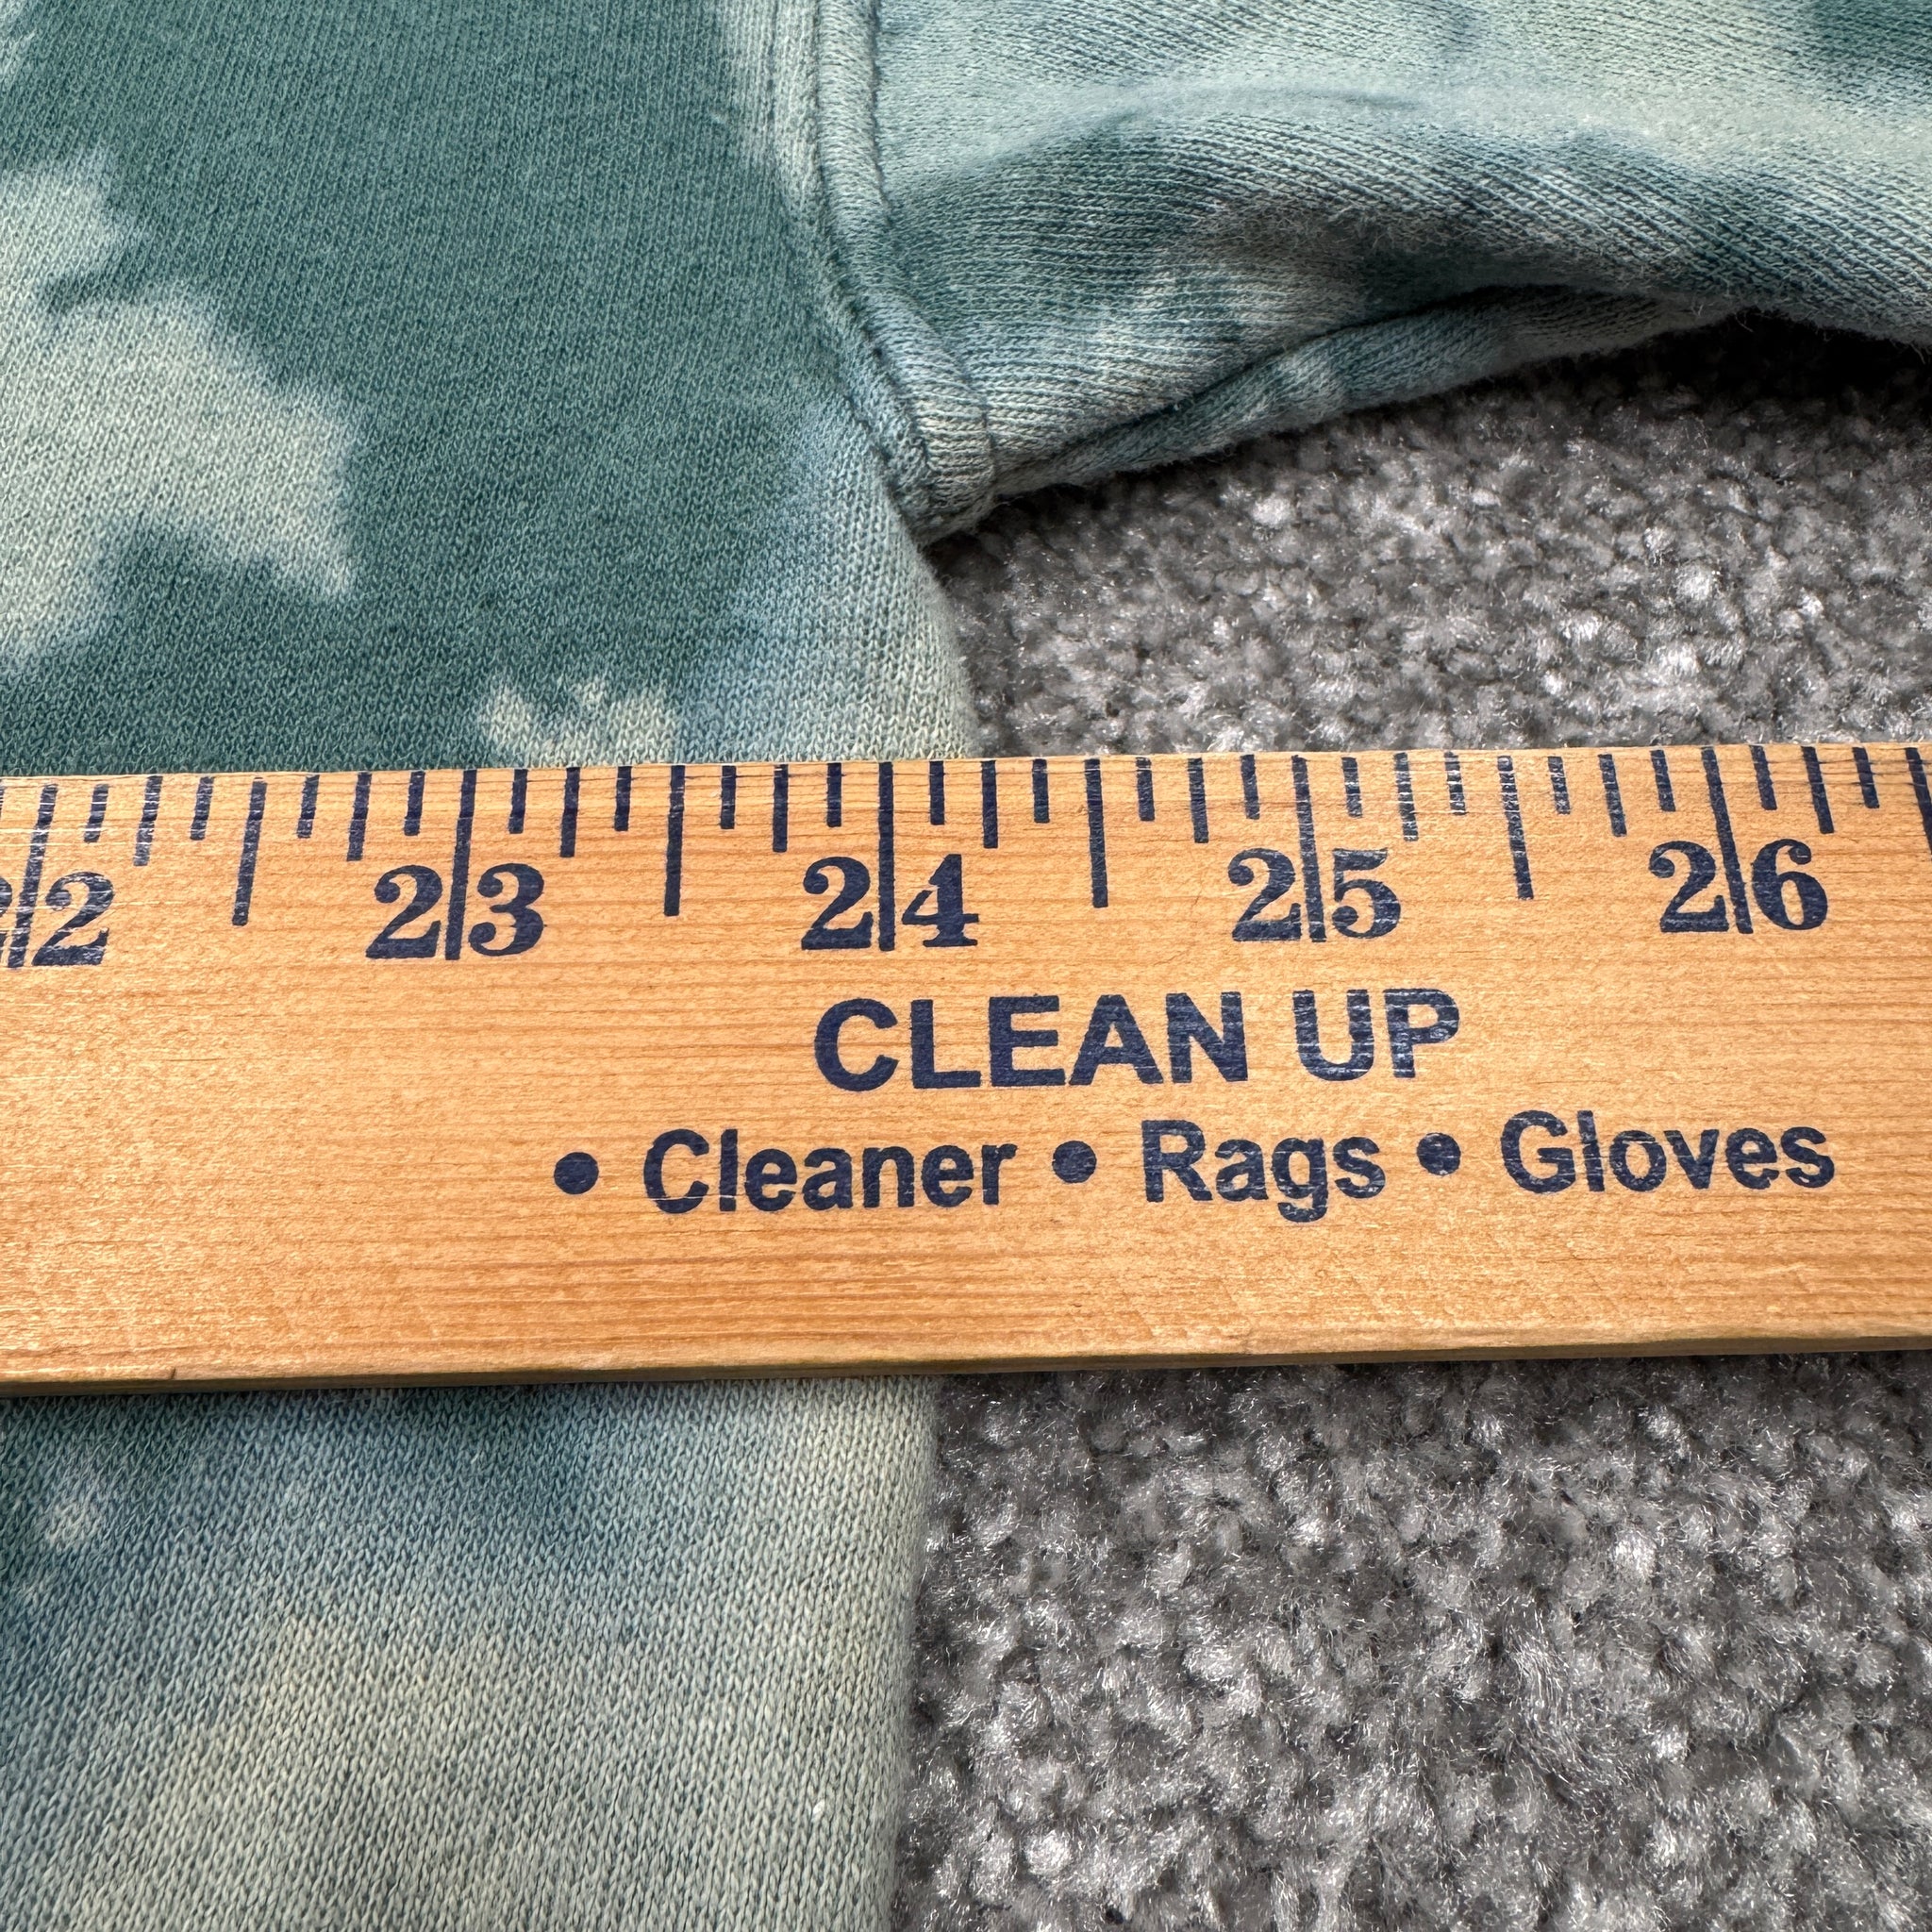 22 23 24 25 26
CLEAN UP
• Cleaner • Rags • Gloves